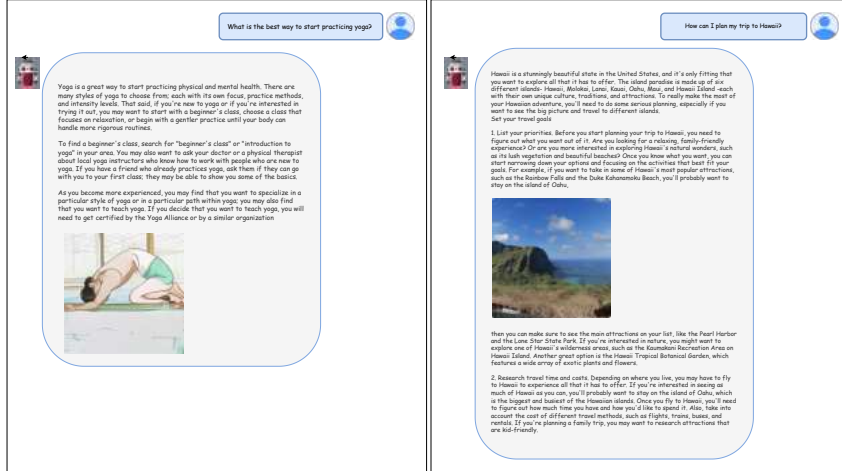 What is the best way to start practicing yoga?
Yoga is a great way to start practicing physical and mental health. There are
many styles of yoga to choose from; each with its own focus, practice methods,
and intensity levels. That said, if you're new to yoga or if you're interested in
trying it out, you may want to start with a beginner's class, choose a class that
focuses on relaxation, or begin with a gentler practice until your body can
handle more rigorous routines.
To find a beginner's class, search for "beginner's class" or "introduction to
yoga" in your area. You may also want to ask your doctor or a physical therapist
about local yoga instructors who know how to work with people who are new to
yoga. If you have a friend who already practices yoga, ask them if they can go
with you to your first class; they may be able to show you some of the basics.
As you become more experienced, you may find that you want to specialize in a
particular style of yoga or in a particular path within yoga; you may also find
that you want to teach yoga. If you decide that you want to teach yoga, you will
need to get certified by the Yoga Alliance or by a similar organization
How can I plan my trip to Hawaii?
Hawaii is a stunningly beautiful state in the United States, and it's only fitting that
you want to explore all that it has to offer. The island paradise is made up of six
different islands- Hawaii, Molokai, Lanai, Kauai, Oahu, Maui, and Hawaii Island -each
with their own unique culture, traditions, and attractions. To really make the most of
your Hawaiian adventure, you'll need to do some serious planning, especially if you
want to see the big picture and travel to different islands.
Set your travel goals
1. List your priorities. Before you start planning your trip to Hawaii, you need to
figure out what you want out of it. Are you looking for a relaxing, family-friendly
experience? Or are you more interested in exploring Hawaii's natural wonders, such
as its lush vegetation and beautiful beaches? Once you know what you want, you can
start narrowing down your options and focusing on the activities that best fit your
goals. For example, if you want to take in some of Hawaii's most popular attractions,
such as the Rainbow Falls and the Duke Kahanamoku Beach, you'll probably want to
stay on the island of Oahu,
then you can make sure to see the main attractions on your list, like the Pearl Harbor
and the Lone Star State Park. If you're interested in nature, you might want to
explore one of Hawaii's wilderness areas, such as the Kaumakani Recreation Area on
Hawaii Island. Another great option is the Hawaii Tropical Botanical Garden, which
features a wide array of exotic plants and flowers.
2. Research travel time and costs. Depending on where you live, you may have to fly
to Hawaii to experience all that it has to offer. If you're interested in seeing as
much of Hawaii as you can, you'll probably want to stay on the island of Oahu, which
is the biggest and busiest of the Hawaiian islands. Once you fly to Hawaii, you'll need
to figure out how much time you have and how you'd like to spend it. Also, take into
account the cost of different travel methods, such as flights, trains, buses, and
rentals. If you're planning a family trip, you may want to research attractions that
are kid-friendly.